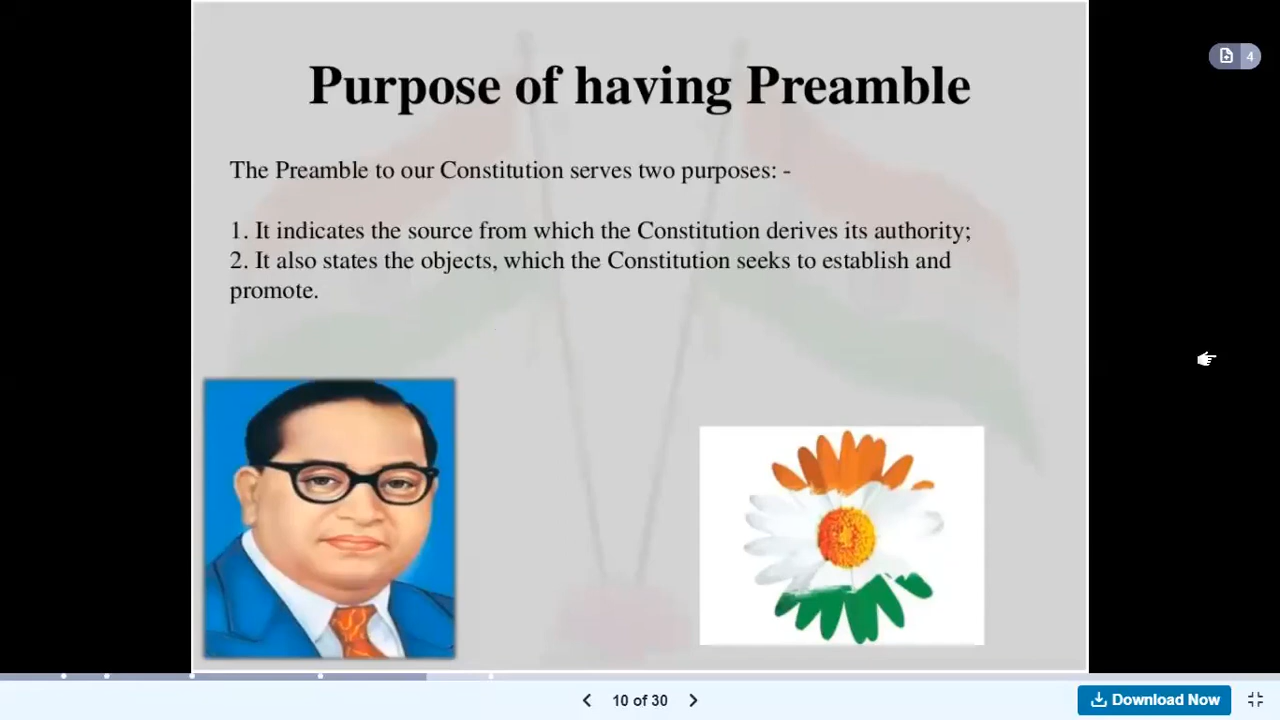 4
Purpose of having Preamble
The Preamble to our Constitution serves two purposes: -
1. It indicates the source from which the Constitution derives its authority;
2. It also states the objects, which the Constitution seeks to establish and
promote.
10 of 30
Download Now